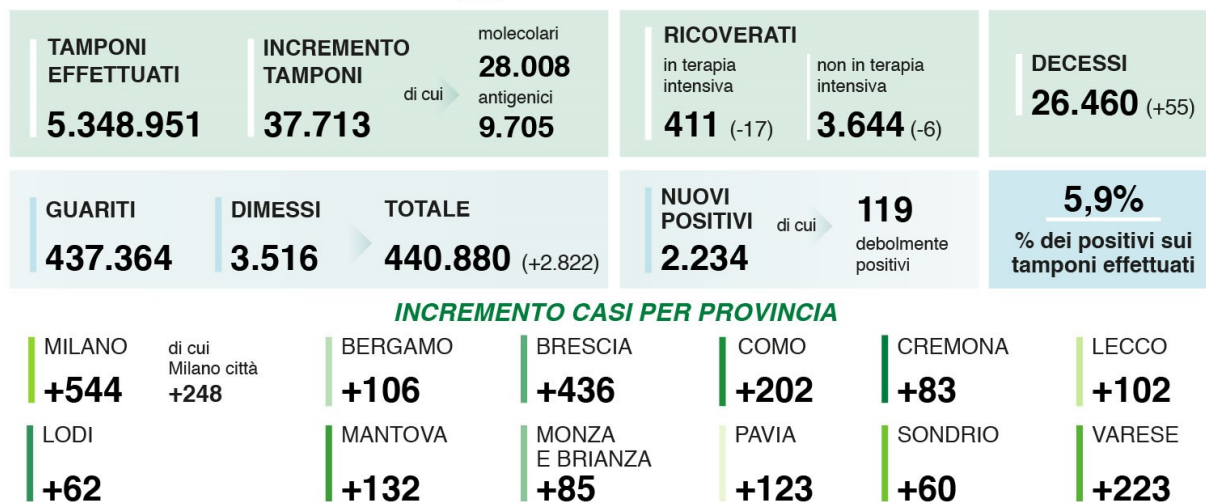 TAMPONI
EFFETTUATI
5.348.951
INCREMENTO
TAMPONI
37.713
di cui
molecolari
28.008
antigenici
9.705
RICOVERATI
in terapia
intensiva
411 (-17)
non in terapia
intensiva
3.644 (-6)
DECESSI
26.460 (+55)
GUARITI
437.364
DIMESSI
3.516
TOTALE
440.880 (+2.822)
NUOVI
POSITIVI
2.234
di cui
119
debolmente
positivi
5,9%
% dei positivi sui
tamponi effettuati
INCREMENTO CASI PER PROVINCIA
MILANO
+544
di cui
Milano città
+248
BERGAMO
+106
BRESCIA
+436
COMO
+202
CREMONA
+83
LECCO
+102
LODI
+62
MANTOVA
+132
MONZA
E BRIANZA
+85
PAVIA
+123
SONDRIO
+60
VARESE
+223